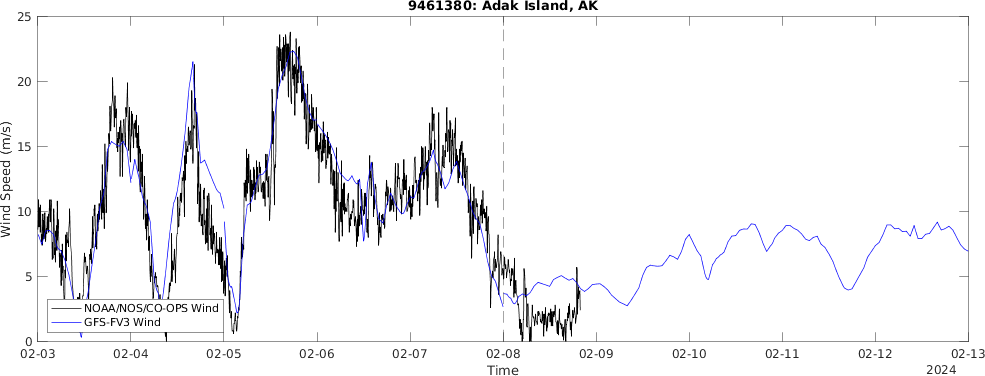 9461380: Adak Island, AK
Wind Speed (m/s)
25
20
15
10
5
0
NOAA/NOS/CO-OPS Wind
GFS-FV3 Wind
02-03 02-04 02-05 02-06 02-07 02-08 02-09 02-10 02-11 02-12 02-13
Time
2024